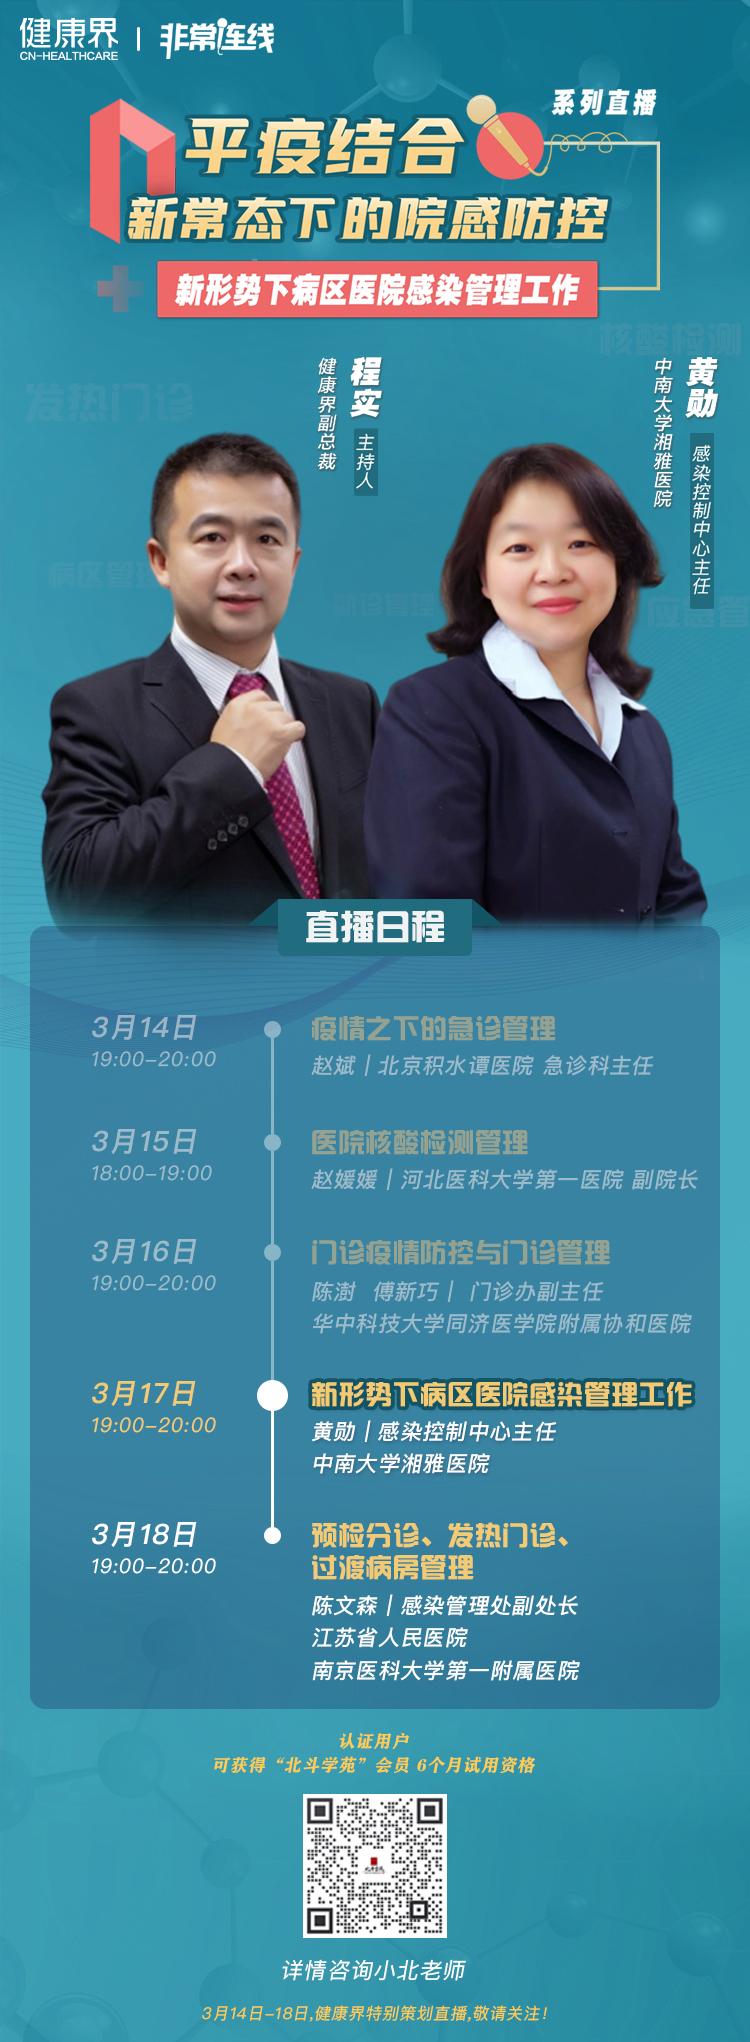 健康界
CN-HEALTHCARE
非常连线
系列直播
平疫结合
新常态下的院感防控
新形势下病区医院感染管理工作
核酸检测
发热门诊
程实
主持人
健康界副总裁
黄勋
感染控制中心主任
中南大学湘雅医院
病区管理
应急管
直播日程
3月14日
19:00-20:00
疫情之下的急诊管理
赵斌|北京积水潭医院 急诊科主任
3月15日
18:00-19:00
医院核酸检测管理
赵媛媛|河北医科大学第一医院 副院长
3月16日
19:00-20:00
门诊疫情防控与门诊管理
陈澍 傅新巧| 门诊办副主任
华中科技大学同济医学院附属协和医院
3月17日
19:00-20:00
新形势下病区医院感染管理工作
黄勋|感染控制中心主任
中南大学湘雅医院
3月18日
19:00-20:00
预检分诊、发热门诊、
过渡病房管理
陈文森|感染管理处副处长
江苏省人民医院
南京医科大学第一附属医院
认证用户
可获得“北斗学苑”会员 6个月试用资格
详情咨询小北老师
3月14日-18日,健康界特别策划直播,敬请关注!